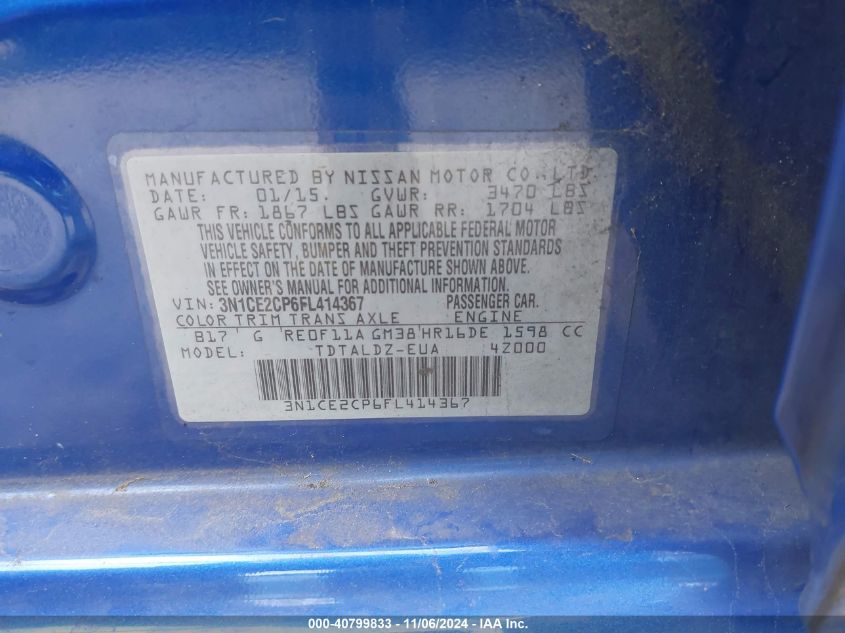 MANUFACTURED BY NISSAN MOTOR CO., LTD.
DATE: 01/15. GVWR: 3470 LBS
GAWR FR: 1867 LBS GAWR RR: 1704 LBS
THIS VEHICLE CONFORMS TO ALL APPLICABLE FEDERAL MOTOR
VEHICLE SAFETY, BUMPER AND THEFT PREVENTION STANDARDS
IN EFFECT ON THE DATE OF MANUFACTURE SHOWN ABOVE.
SEE OWNER'S MANUAL FOR ADDITIONAL INFORMATION.
VIN: 3N1CE2CP6FL414367 PASSENGER CAR.
COLOR TRIM TRANS AXLE ENGINE
B17 G RE0F11A GM38 HR16DE 1598 CC
MODEL: TDTALDZ-EUA 4Z000
3N1CE2CP6FL414367
000-40799833 - 11/06/2024 - IAA Inc.